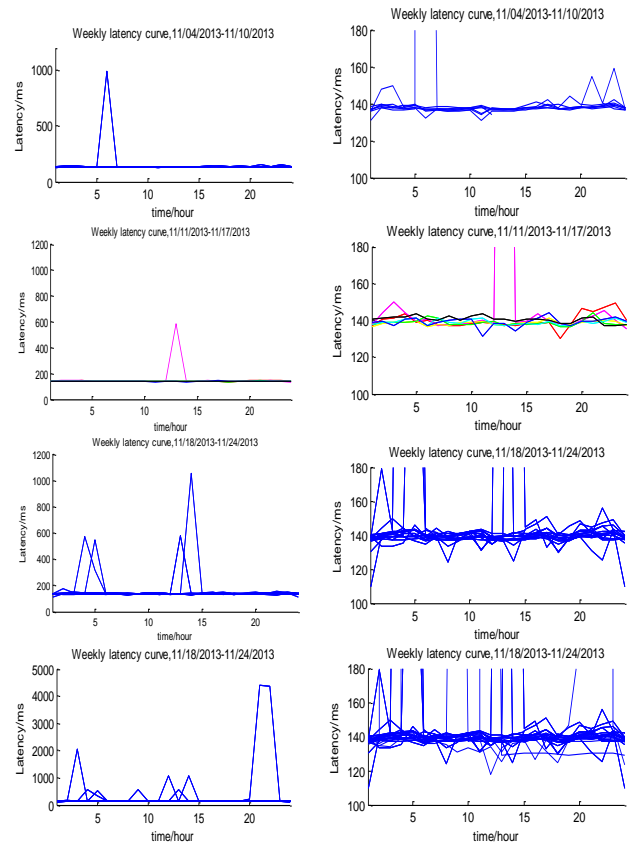 Weekly latency curve,11/04/2013-11/10/2013
Latency/ms
1000
500
0
5 10 15 20
time/hour
Weekly latency curve,11/04/2013-11/10/2013
Latency/ms
180
160
140
120
100
5 10 15 20
time/hour
Weekly latency curve,11/11/2013-11/17/2013
Latency/ms
1200
1000
800
600
400
200
0
5 10 15 20
time/hour
Weekly latency curve,11/11/2013-11/17/2013
Latency/ms
180
160
140
120
100
5 10 15 20
time/hour
Weekly latency curve,11/18/2013-11/24/2013
Latency/ms
1200
1000
800
600
400
200
0
5 10 15 20
time/hour
Weekly latency curve,11/18/2013-11/24/2013
Latency/ms
180
160
140
120
100
5 10 15 20
time/hour
Weekly latency curve,11/18/2013-11/24/2013
Latency/ms
5000
4000
3000
2000
1000
0
5 10 15 20
time/hour
Weekly latency curve,11/18/2013-11/24/2013
Latency/ms
180
160
140
120
100
5 10 15 20
time/hour